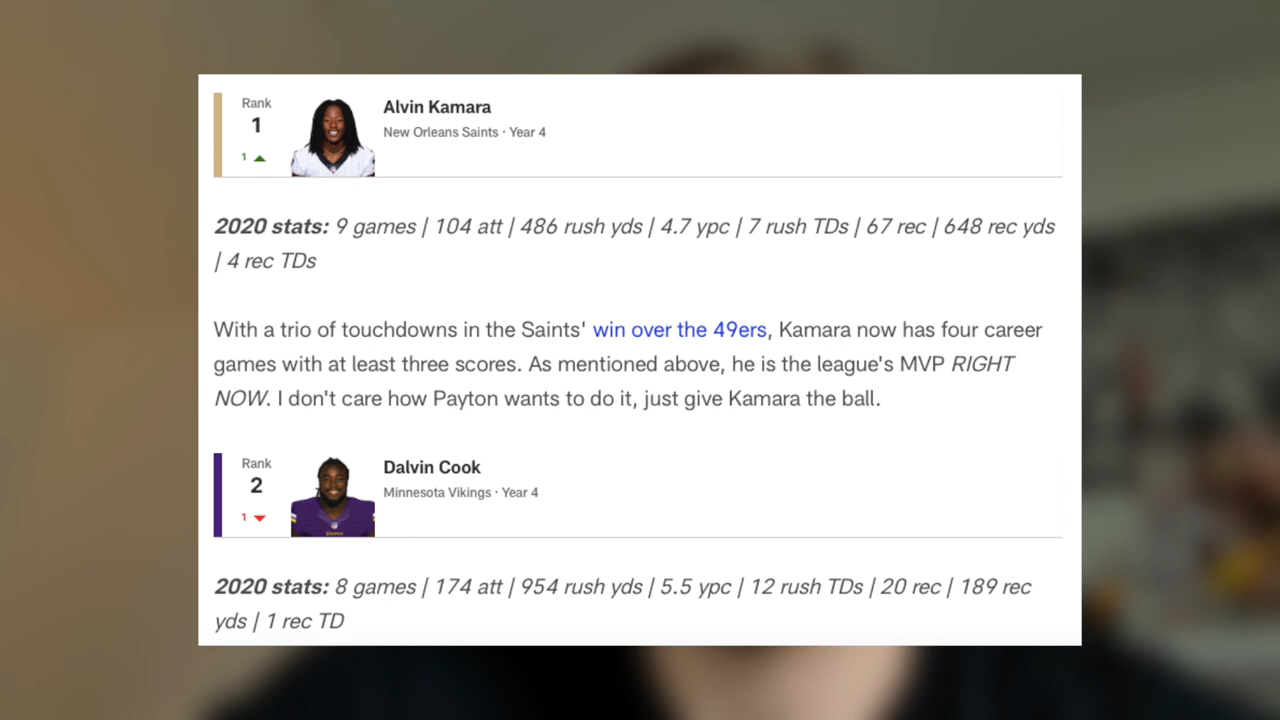 Rank
1
1
Alvin Kamara
New Orleans Saints · Year 4
2020 stats: 9 games | 104 att | 486 rush yds | 4.7 ypc | 7 rush TDs | 67 rec | 648 rec yds
| 4 rec TDs
With a trio of touchdowns in the Saints' win over the 49ers, Kamara now has four career
games with at least three scores. As mentioned above, he is the league's MVP RIGHT
NOW. I don't care how Payton wants to do it, just give Kamara the ball.
Rank
2
1
Dalvin Cook
Minnesota Vikings · Year 4
2020 stats: 8 games | 174 att | 954 rush yds | 5.5 ypc | 12 rush TDs | 20 rec | 189 rec
yds | 1 rec TD